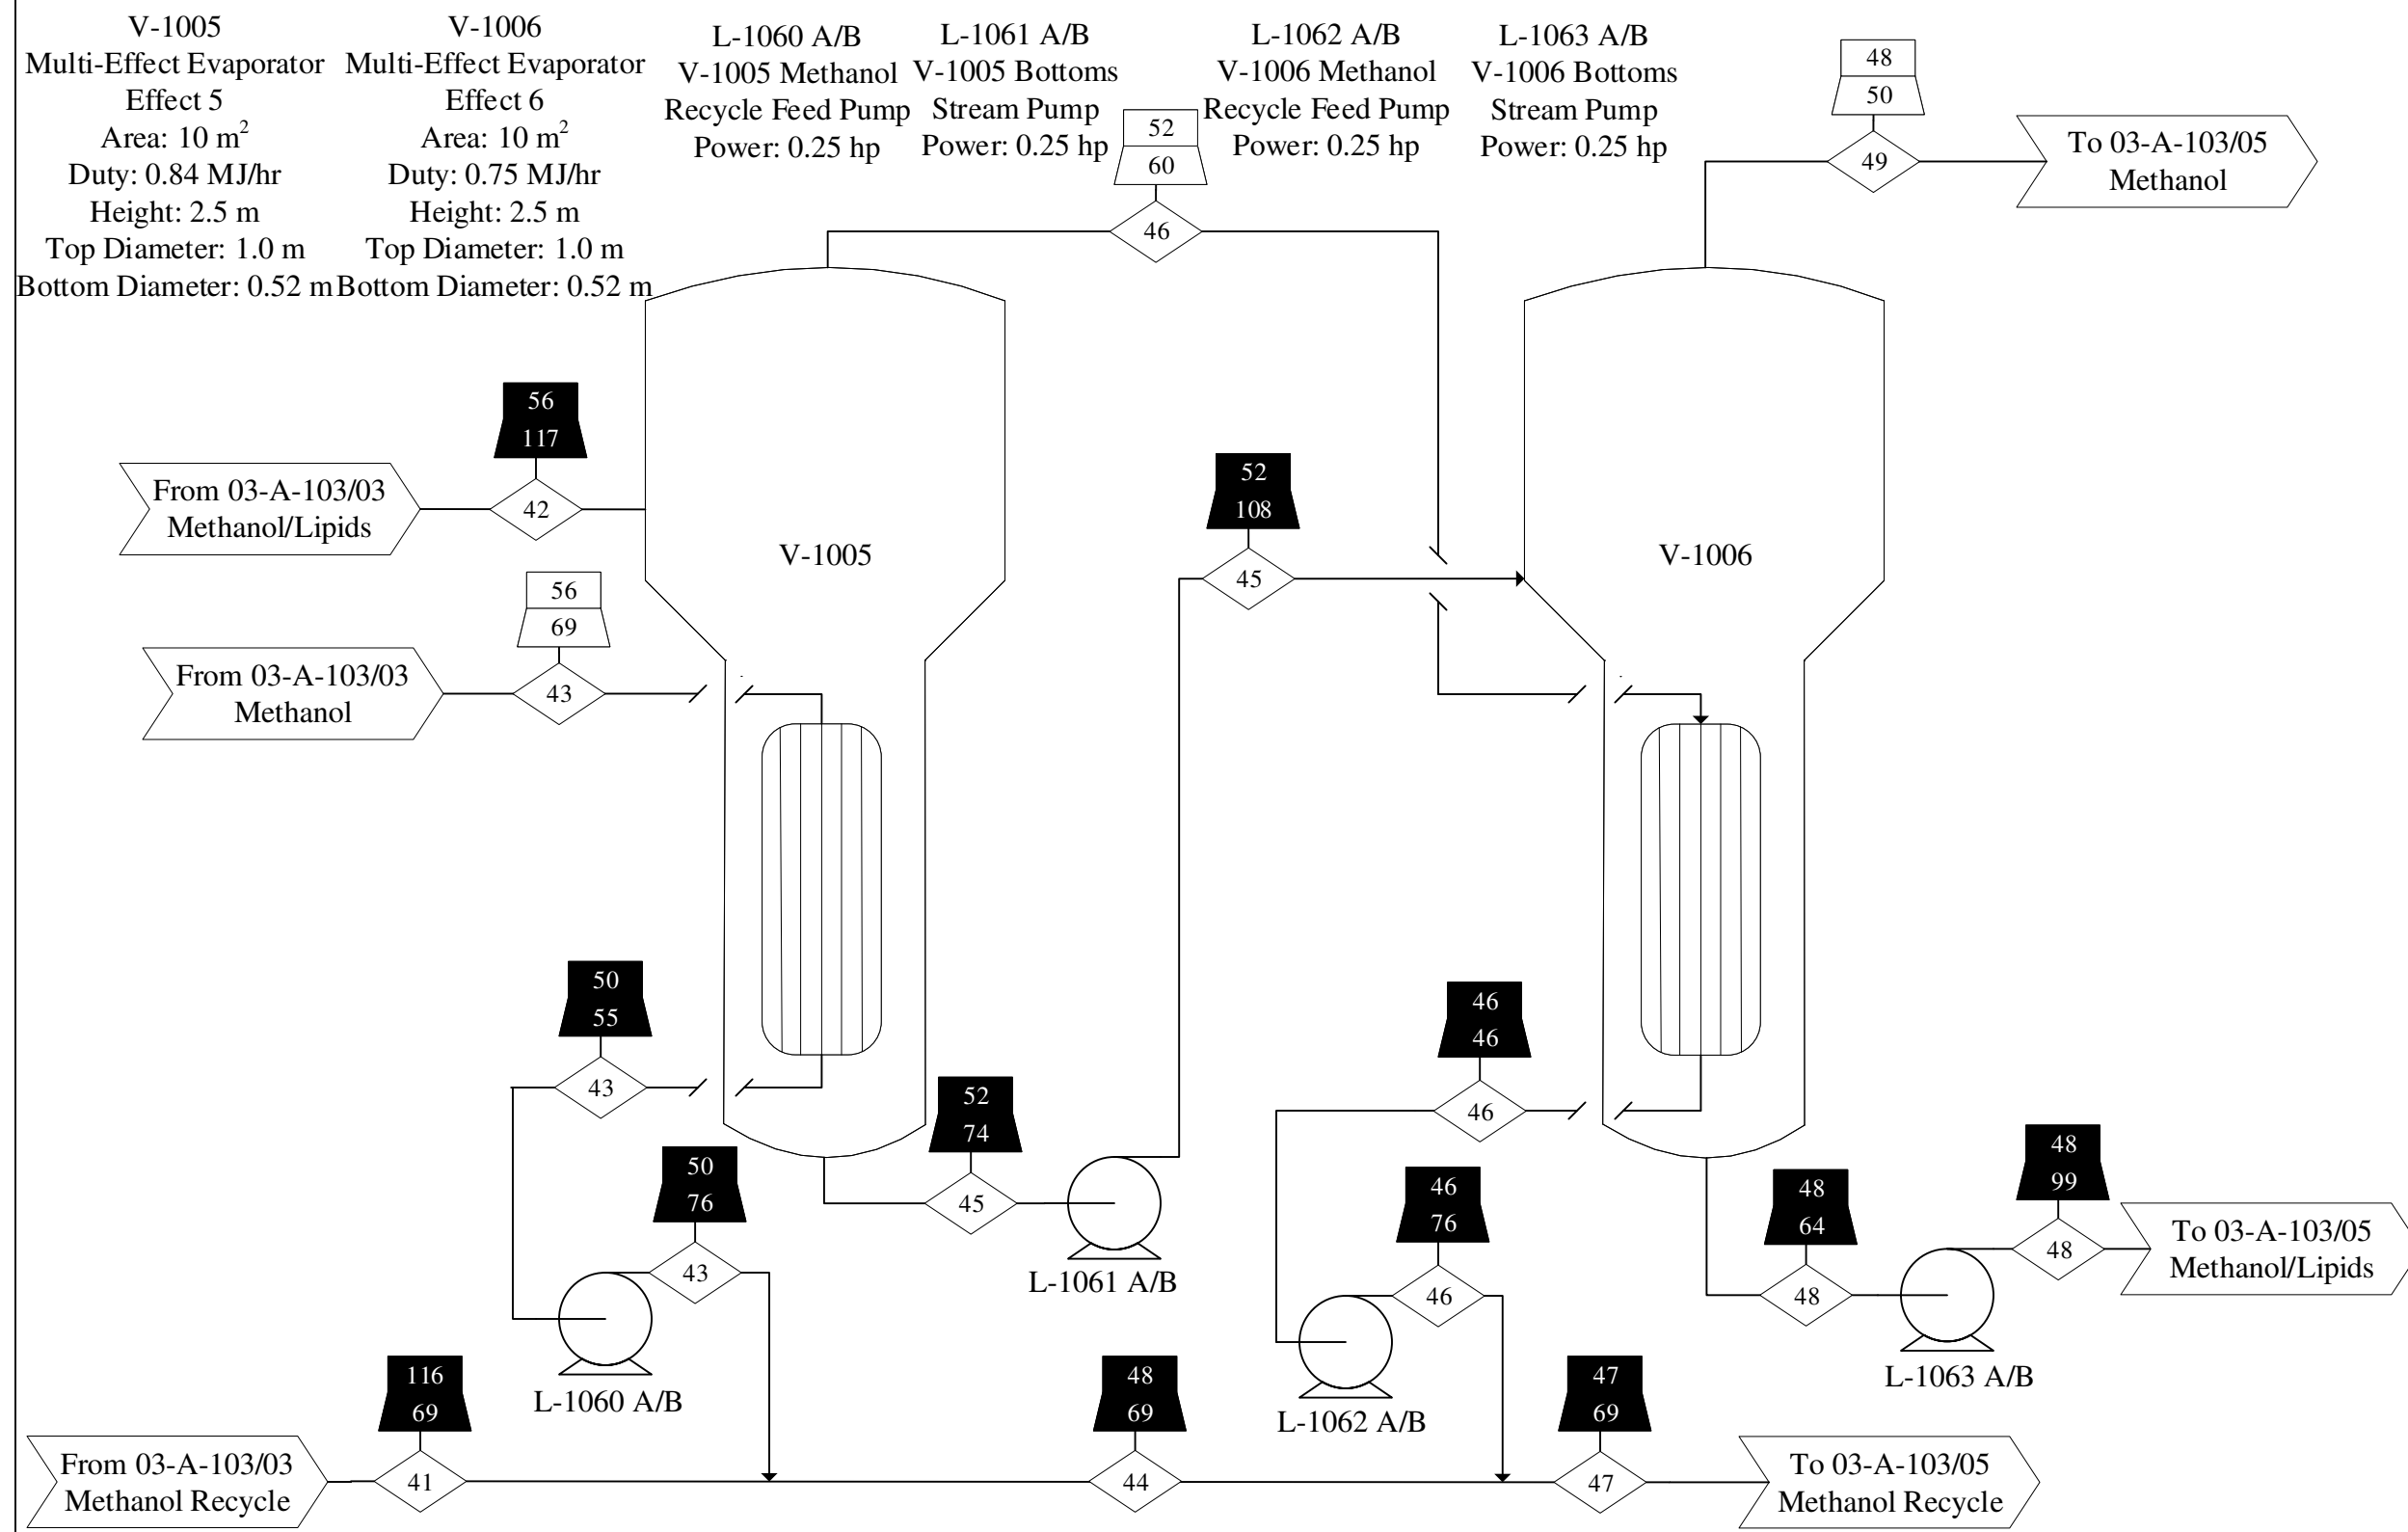 V-1005
Multi-Effect Evaporator
Effect 5
Area: 10 m²
Duty: 0.84 MJ/hr
Height: 2.5 m
Top Diameter: 1.0 m
Bottom Diameter: 0.52 m
V-1006
Multi-Effect Evaporator
Effect 6
Area: 10 m²
Duty: 0.75 MJ/hr
Height: 2.5 m
Top Diameter: 1.0 m
Bottom Diameter: 0.52 m
L-1060 A/B
V-1005 Methanol
Recycle Feed Pump
Power: 0.25 hp
L-1061 A/B
V-1005 Bottoms
Stream Pump
Power: 0.25 hp
L-1062 A/B
V-1006 Methanol
Recycle Feed Pump
Power: 0.25 hp
L-1063 A/B
V-1006 Bottoms
Stream Pump
Power: 0.25 hp
48
50
49
To 03-A-103/05
Methanol
52
60
46
56
117
42
From 03-A-103/03
Methanol/Lipids
V-1005
52
108
45
V-1006
56
69
43
From 03-A-103/03
Methanol
50
55
43
46
46
46
52
74
45
50
76
43
L-1061 A/B
46
76
46
48
64
48
48
99
48
To 03-A-103/05
Methanol/Lipids
L-1060 A/B
L-1062 A/B
L-1063 A/B
116
69
41
From 03-A-103/03
Methanol Recycle
48
69
44
47
69
47
To 03-A-103/05
Methanol Recycle